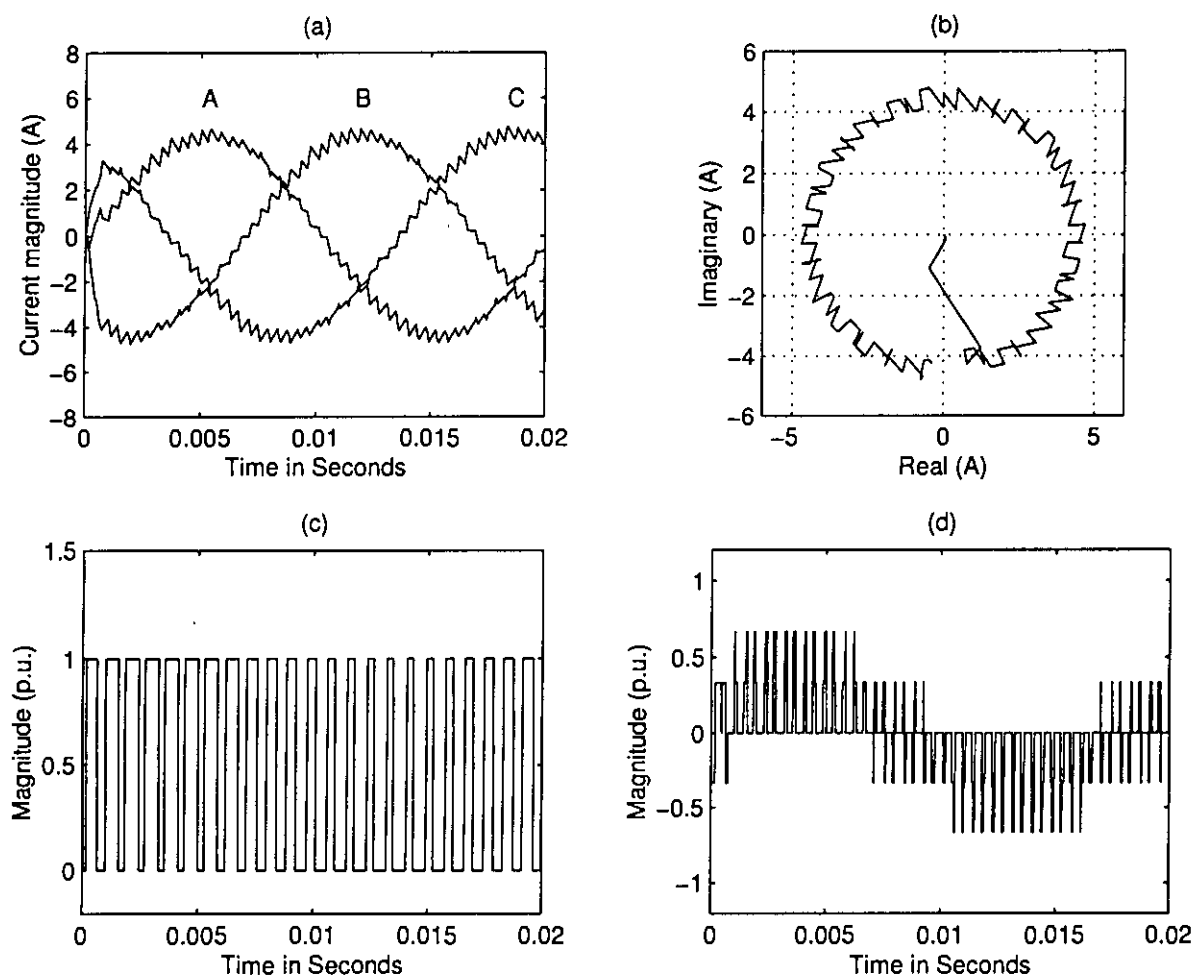 (a)
8
6
4
2
0
−2
−4
−6
−8
Current magnitude (A)
A
B
C
0
0.005
0.01
0.015
0.02
Time in Seconds
(b)
6
4
2
0
−2
−4
−6
Imaginary (A)
−5
0
5
Real (A)
(c)
1.5
1
0.5
0
Magnitude (p.u.)
0
0.005
0.01
0.015
0.02
Time in Seconds
(d)
1
0.5
0
−0.5
−1
Magnitude (p.u.)
0
0.005
0.01
0.015
0.02
Time in Seconds